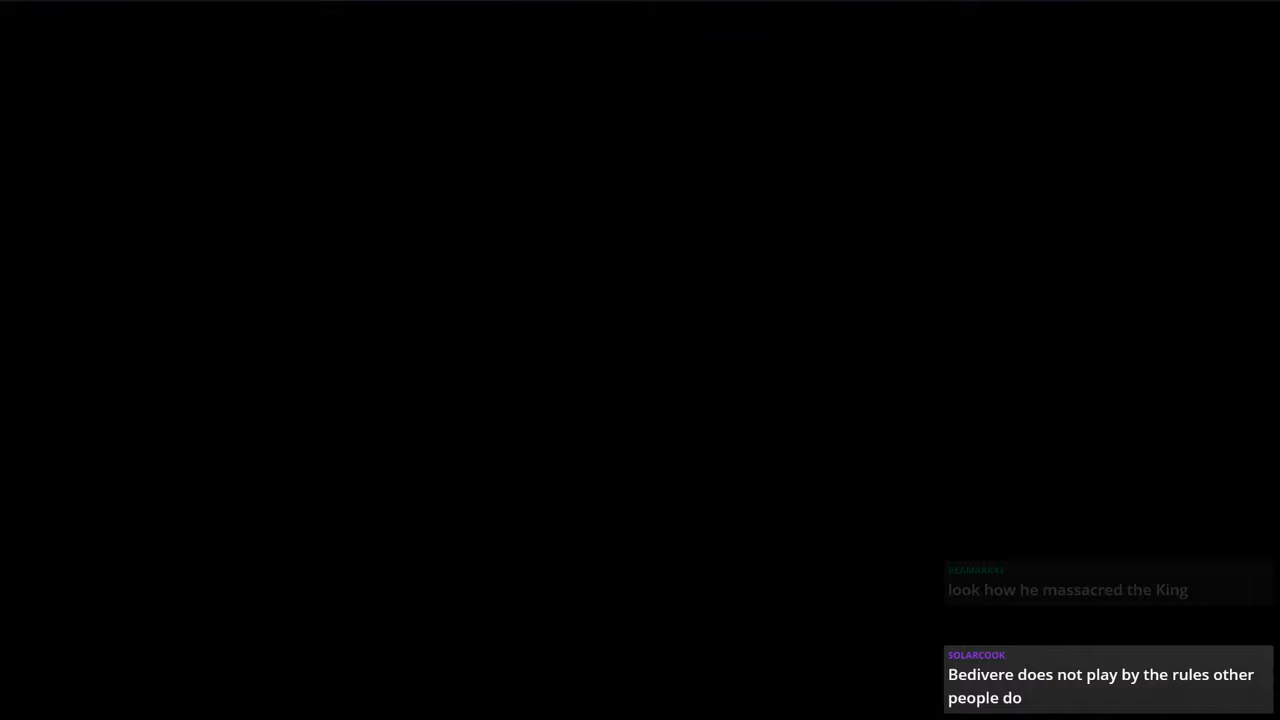 look how he massacred the King
SOLARCOOK
Bedivere does not play by the rules other
people do